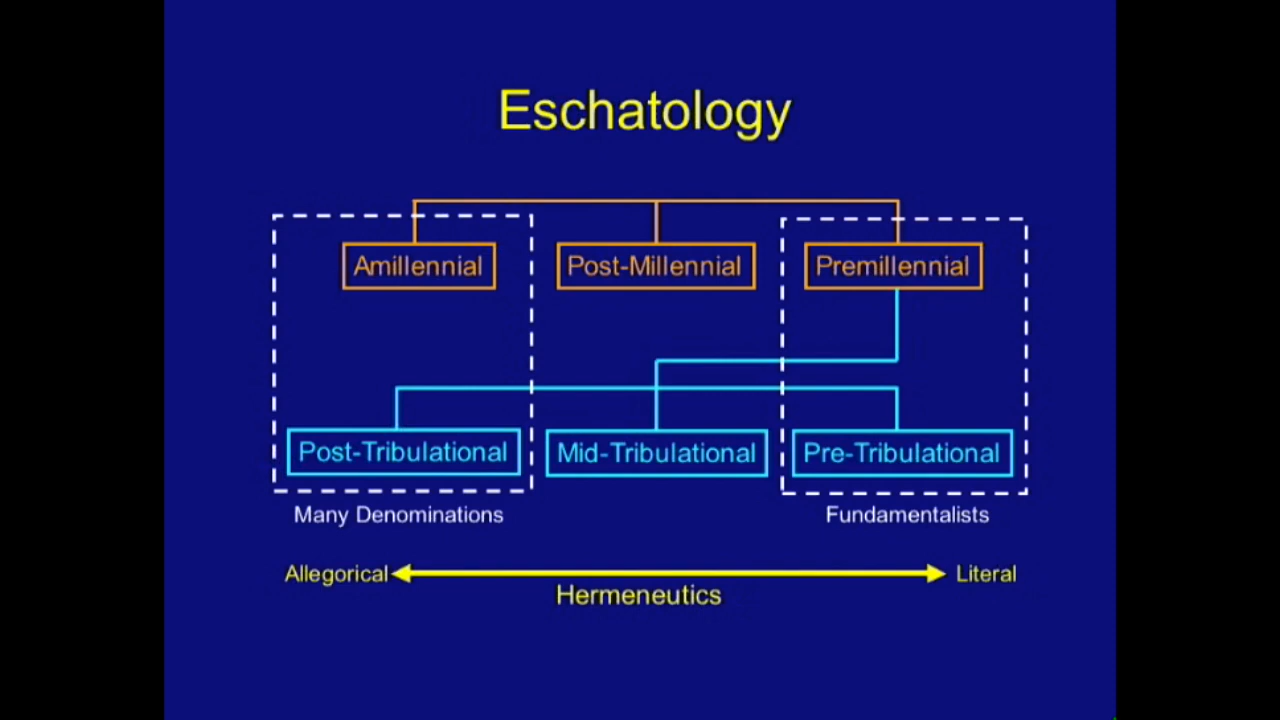 Eschatology
Amillennial
Post-Millennial
Premillennial
Post-Tribulational
Mid-Tribulational
Pre-Tribulational
Many Denominations
Fundamentalists
Allegorical
Literal
Hermeneutics